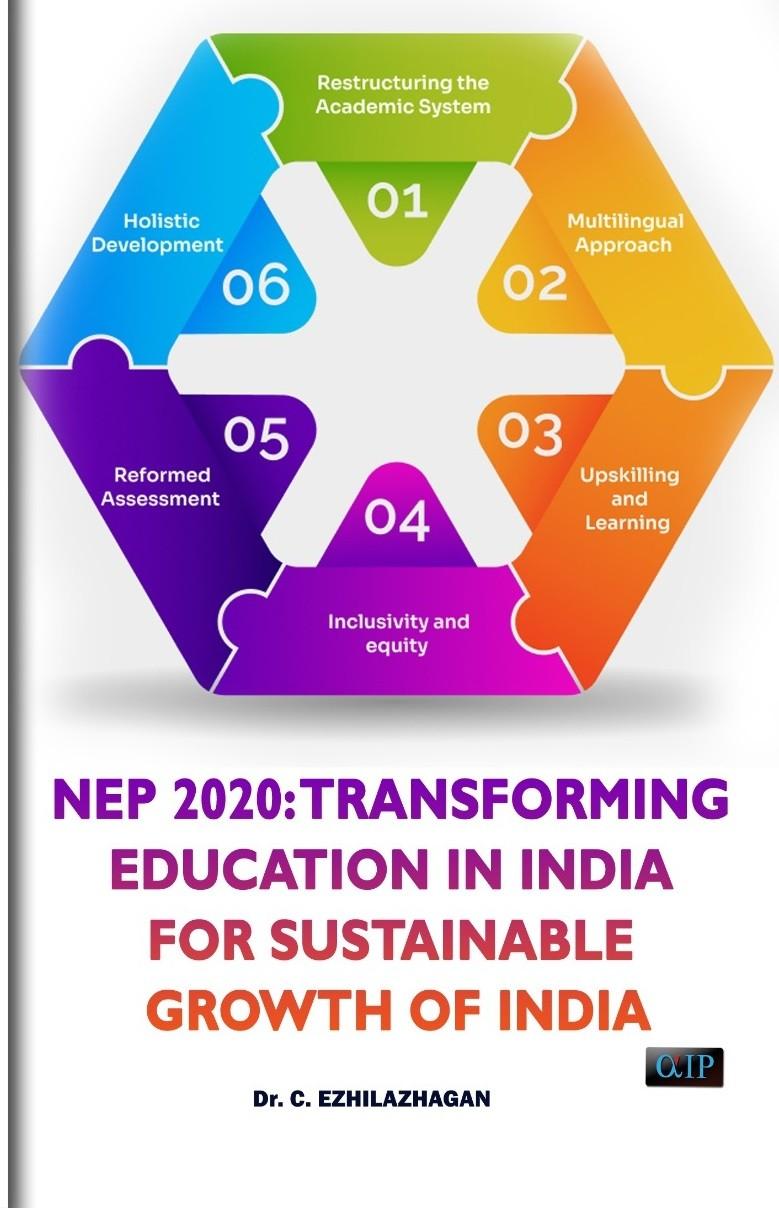 Restructuring the
Academic System
01
Multilingual
Approach
02
Upskilling
and
Learning
03
Inclusivity and
equity
04
Reformed
Assessment
05
Holistic
Development
06
NEP 2020: TRANSFORMING
EDUCATION IN INDIA
FOR SUSTAINABLE
GROWTH OF INDIA
αIP
Dr. C. EZHILAZHAGAN